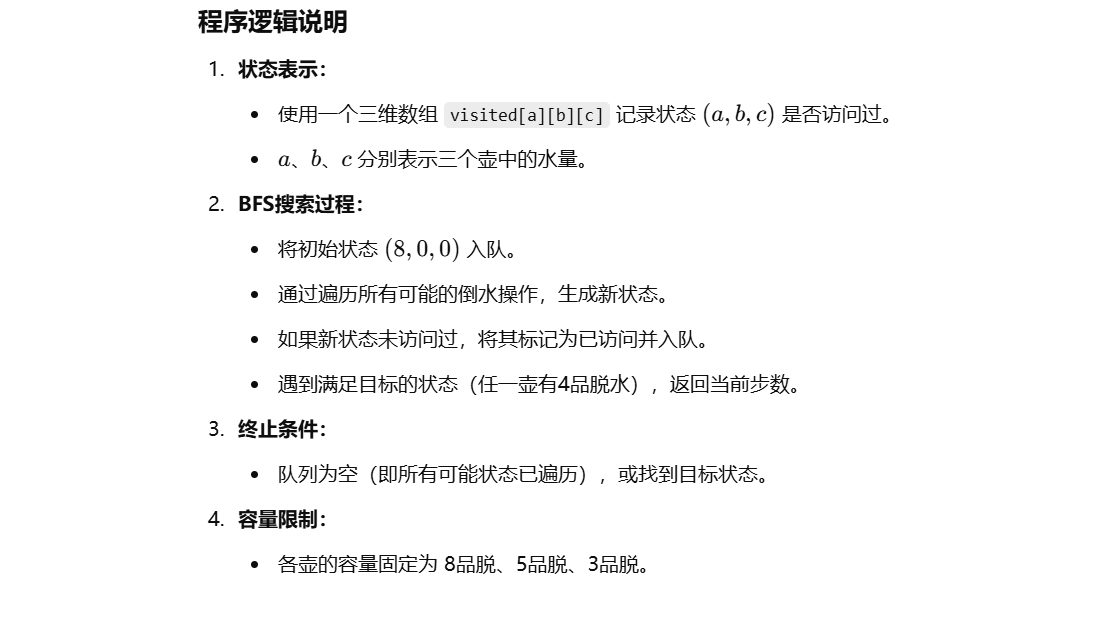 程序逻辑说明
1. 状态表示：
• 使用一个三维数组 visited[a][b][c] 记录状态 (a, b, c) 是否访问过。
• a、b、c 分别表示三个壶中的水量。
2. BFS搜索过程：
• 将初始状态 (8, 0, 0) 入队。
• 通过遍历所有可能的倒水操作，生成新状态。
• 如果新状态未访问过，将其标记为已访问并入队。
• 遇到满足目标的状态（任一壶有4品脱水），返回当前步数。
3. 终止条件：
• 队列为空（即所有可能状态已遍历），或找到目标状态。
4. 容量限制：
• 各壶的容量固定为 8品脱、5品脱、3品脱。